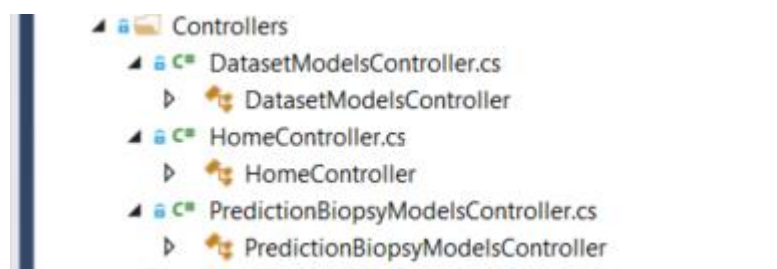 Controllers
C# DatasetModelsController.cs
DatasetModelsController
C# HomeController.cs
HomeController
C# PredictionBiopsyModelsController.cs
PredictionBiopsyModelsController